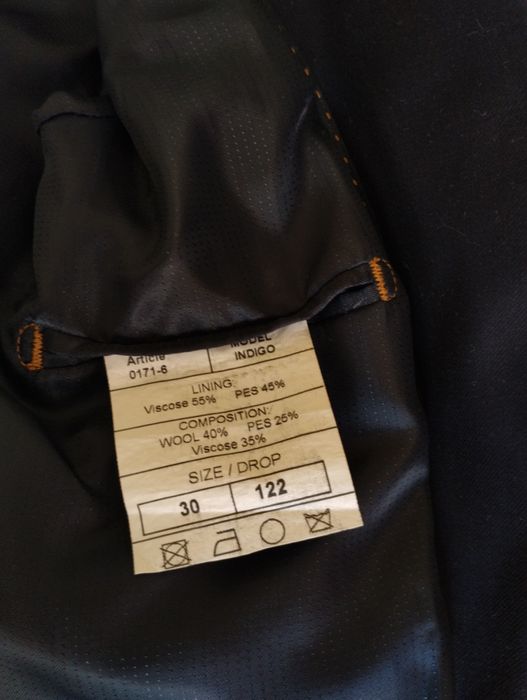 Article MODEL
0171-6 INDIGO
LINING:
Viscose 55% PES 45%
COMPOSITION:
WOOL 40% PES 25%
Viscose 35%
SIZE / DROP
30 122